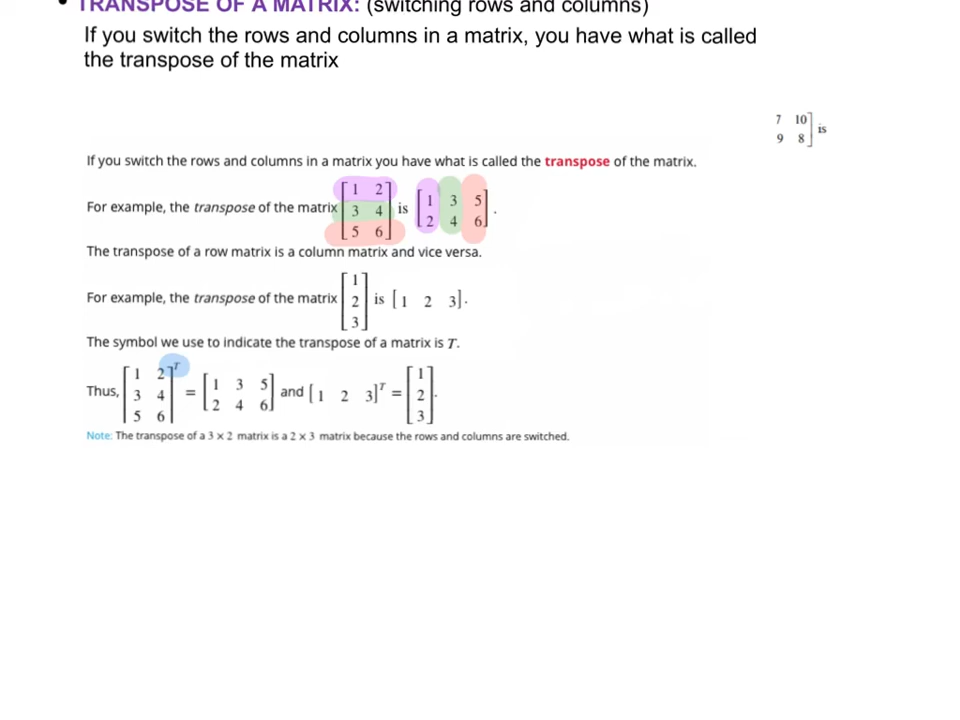 • TRANSPOSE OF A MATRIX: (switching rows and columns)
If you switch the rows and columns in a matrix, you have what is called
the transpose of the matrix
7 10
9 8] is
If you switch the rows and columns in a matrix you have what is called the transpose of the matrix.
For example, the transpose of the matrix [1 2; 3 4; 5 6] is [1 3 5; 2 4 6].
The transpose of a row matrix is a column matrix and vice versa.
For example, the transpose of the matrix [1; 2; 3] is [1 2 3].
The symbol we use to indicate the transpose of a matrix is T.
Thus, [1 2; 3 4; 5 6]ᵀ = [1 3 5; 2 4 6] and [1 2 3]ᵀ = [1; 2; 3].
Note: The transpose of a 3 × 2 matrix is a 2 × 3 matrix because the rows and columns are switched.